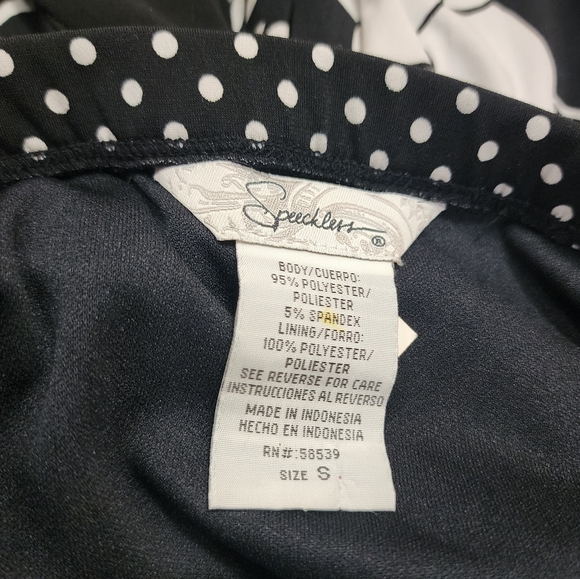 Speechless®
BODY/CUERPO:
95% POLYESTER/
POLIESTER
5% SPANDEX
LINING/FORRO:
100% POLYESTER/
POLIESTER
SEE REVERSE FOR CARE
INSTRUCCIONES AL REVERSO
MADE IN INDONESIA
HECHO EN INDONESIA
RN#:58539
SIZE S